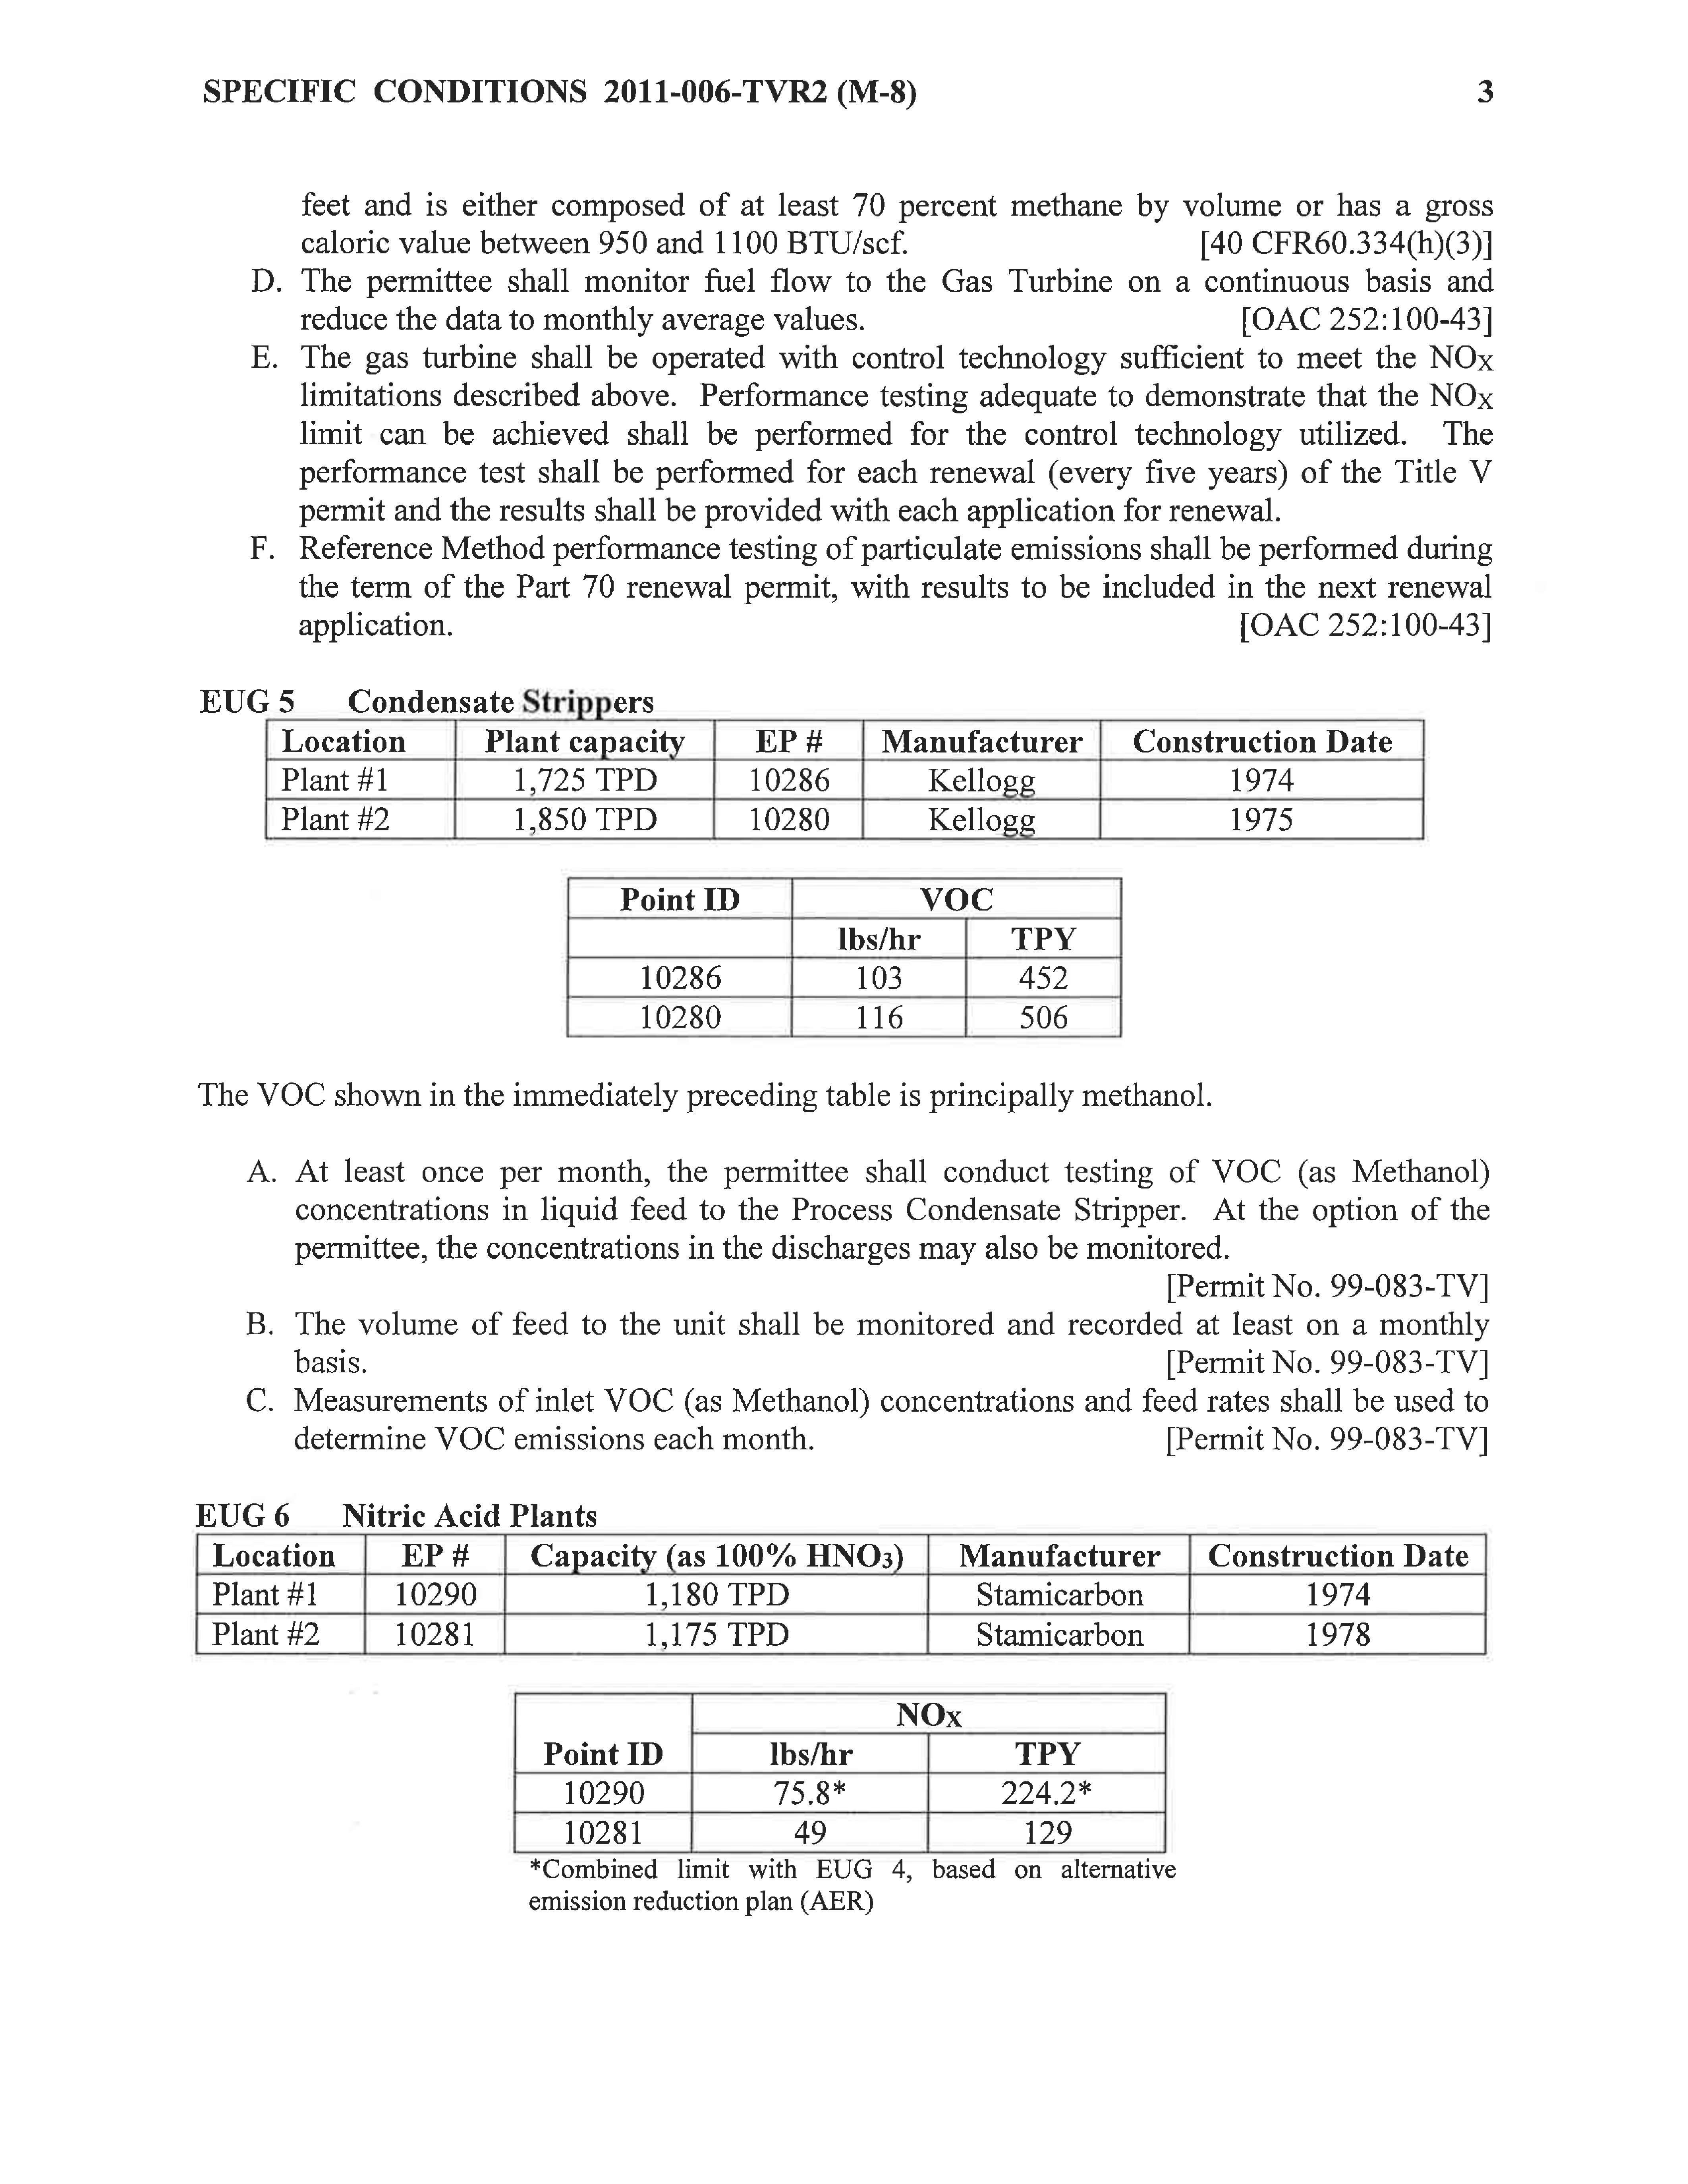 SPECIFIC CONDITIONS 2011-006-TVR2 (M-8) 3
feet and is either composed of at least 70 percent methane by volume or has a gross
caloric value between 950 and 1100 BTU/scf. [40 CFR60.334(h)(3)]
D. The permittee shall monitor fuel flow to the Gas Turbine on a continuous basis and
reduce the data to monthly average values. [OAC 252:100-43]
E. The gas turbine shall be operated with control technology sufficient to meet the NOX
limitations described above. Performance testing adequate to demonstrate that the NOX
limit can be achieved shall be performed for the control technology utilized. The
performance test shall be performed for each renewal (every five years) of the Title V
permit and the results shall be provided with each application for renewal.
F. Reference Method performance testing of particulate emissions shall be performed during
the term of the Part 70 renewal permit, with results to be included in the next renewal
application. [OAC 252:100-43]
EUG 5 Condensate Strippers
Location Plant capacity EP # Manufacturer Construction Date
Plant #1 1,725 TPD 10286 Kellogg 1974
Plant #2 1,850 TPD 10280 Kellogg 1975
Point ID VOC
lbs/hr TPY
10286 103 452
10280 116 506
The VOC shown in the immediately preceding table is principally methanol.
A. At least once per month, the permittee shall conduct testing of VOC (as Methanol)
concentrations in liquid feed to the Process Condensate Stripper. At the option of the
permittee, the concentrations in the discharges may also be monitored.
[Permit No. 99-083-TV]
B. The volume of feed to the unit shall be monitored and recorded at least on a monthly
basis. [Permit No. 99-083-TV]
C. Measurements of inlet VOC (as Methanol) concentrations and feed rates shall be used to
determine VOC emissions each month. [Permit No. 99-083-TV]
EUG 6 Nitric Acid Plants
Location EP # Capacity (as 100% HNO3) Manufacturer Construction Date
Plant #1 10290 1,180 TPD Stamicarbon 1974
Plant #2 10281 1,175 TPD Stamicarbon 1978
NOX
Point ID lbs/hr TPY
10290 75.8* 224.2*
10281 49 129
*Combined limit with EUG 4, based on alternative
emission reduction plan (AER)